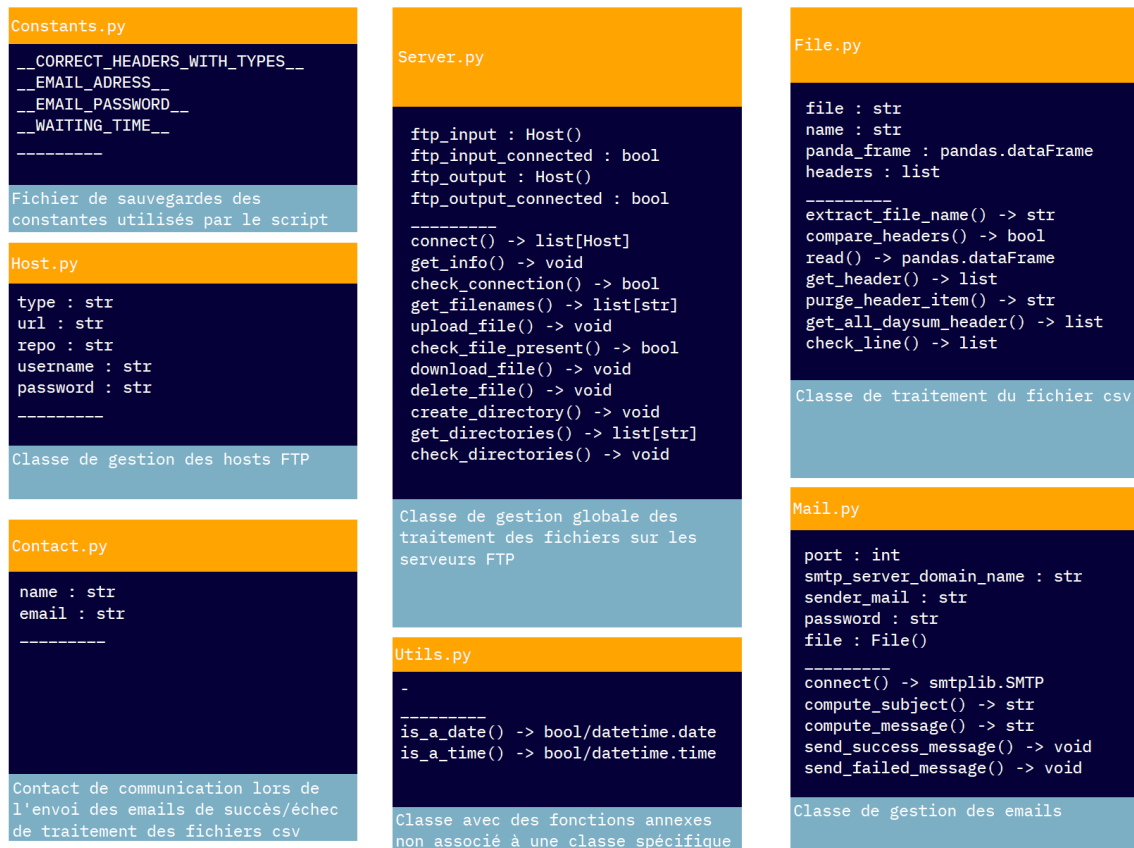 Constants.py
__CORRECT_HEADERS_WITH_TYPES__
__EMAIL_ADRESS__
__EMAIL_PASSWORD__
__WAITING_TIME__
_________
Fichier de sauvegardes des
constantes utilisés par le script
Host.py
type : str
url : str
repo : str
username : str
password : str
_________
Classe de gestion des hosts FTP
Contact.py
name : str
email : str
_________
Contact de communication lors de
l'envoi des emails de succès/échec
de traitement des fichiers csv
Server.py
ftp_input : Host()
ftp_input_connected : bool
ftp_output : Host()
ftp_output_connected : bool
_________
connect() -> list[Host]
get_info() -> void
check_connection() -> bool
get_filenames() -> list[str]
upload_file() -> void
check_file_present() -> bool
download_file() -> void
delete_file() -> void
create_directory() -> void
get_directories() -> list[str]
check_directories() -> void
Classe de gestion globale des
traitement des fichiers sur les
serveurs FTP
Utils.py
-
_________
is_a_date() -> bool/datetime.date
is_a_time() -> bool/datetime.time
Classe avec des fonctions annexes
non associé à une classe spécifique
File.py
file : str
name : str
panda_frame : pandas.dataFrame
headers : list
_________
extract_file_name() -> str
compare_headers() -> bool
read() -> pandas.dataFrame
get_header() -> list
purge_header_item() -> str
get_all_daysum_header() -> list
check_line() -> list
Classe de traitement du fichier csv
Mail.py
port : int
smtp_server_domain_name : str
sender_mail : str
password : str
file : File()
_________
connect() -> smtplib.SMTP
compute_subject() -> str
compute_message() -> str
send_success_message() -> void
send_failed_message() -> void
Classe de gestion des emails